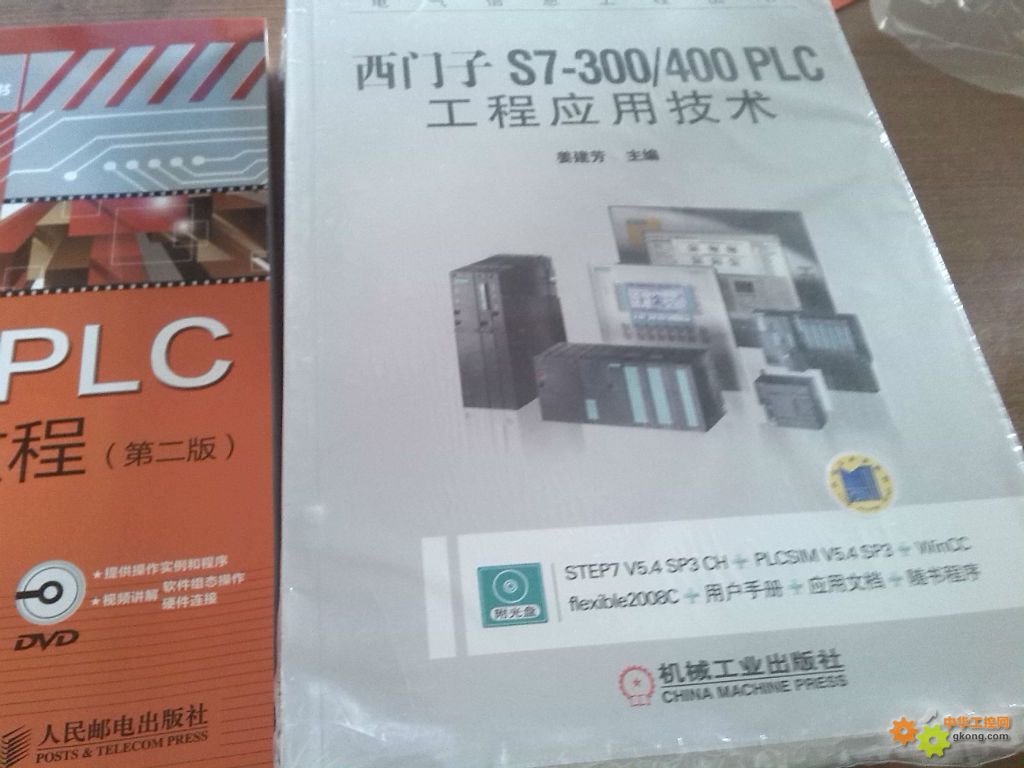 书
PLC
程（第二版）
★提供操作实例和程序
★视频讲解 软件组态操作
硬件连接
DVD
人民邮电出版社
POSTS & TELECOM PRESS
西门子 S7-300/400 PLC
工程应用技术
姜建芳 主编
附光盘
STEP7 V5.4 SP3 CH + PLCSIM V5.4 SP3 + WinCC
flexible2008C + 用户手册 + 应用文档 + 随书程序
机械工业出版社
CHINA MACHINE PRESS
中华工控网
gkong.com